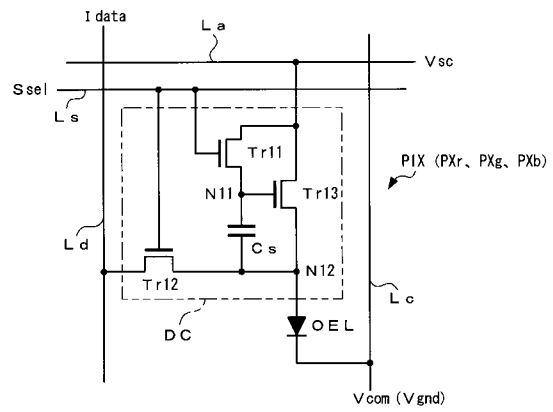 Idata
La
Vsc
Ssel
Ls
Tr11
PIX (PXr、PXg、PXb)
N11
Tr13
Ld
Cs
N12
Tr12
Lc
DC
OEL
Vcom (Vgnd)